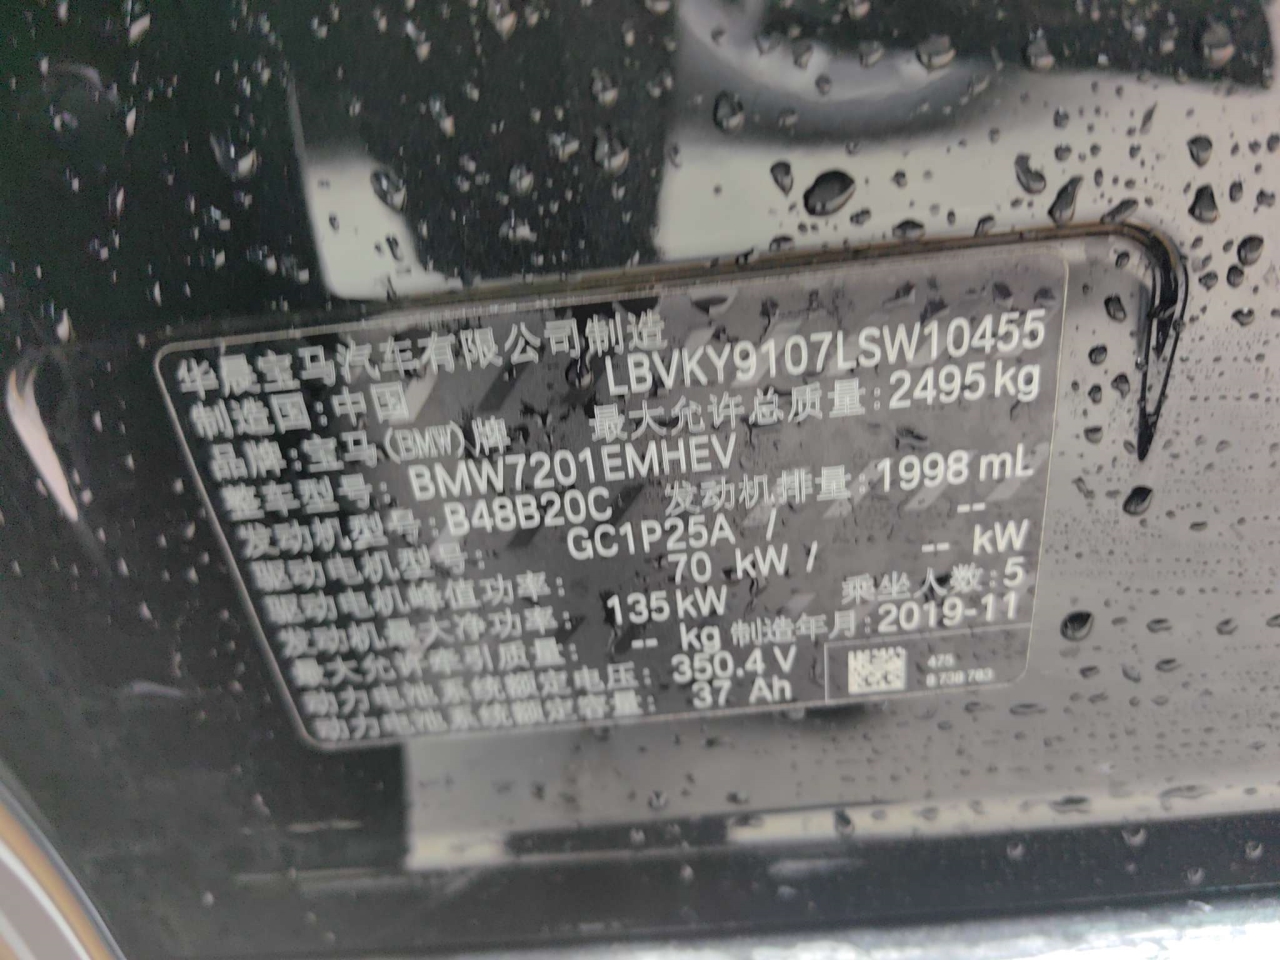 华晨宝马汽车有限公司制造
制造国:中国 LBVKY9107LSW10455
品牌:宝马(BMW)牌 最大允许总质量:2495kg
整车型号: BMW7201EMHEV
发动机型号: B48B20C 发动机排量:1998 mL
驱动电机型号: GC1P25A / --
驱动电机峰值功率: 70 kW / -- kW
发动机最大净功率: 135kW 乘坐人数:5
最大允许牵引质量: -- kg 制造年月:2019-11
动力电池系统额定电压: 350.4 V
动力电池系统额定容量: 37 Ah
475
8 738 783